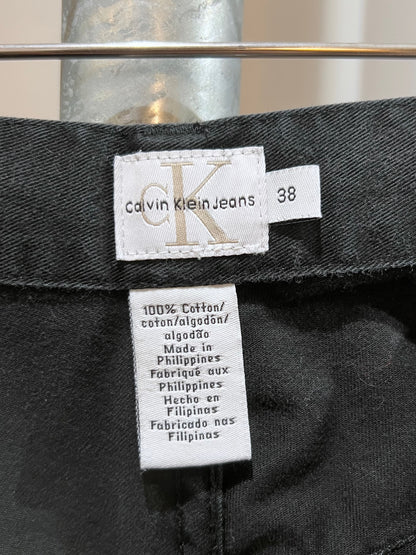 CK
Calvin Klein Jeans
38
100% Cotton/
coton/algodón/
algodão
Made in
Philippines
Fabriqué aux
Philippines
Hecho en
Filipinas
Fabricado nas
Filipinas